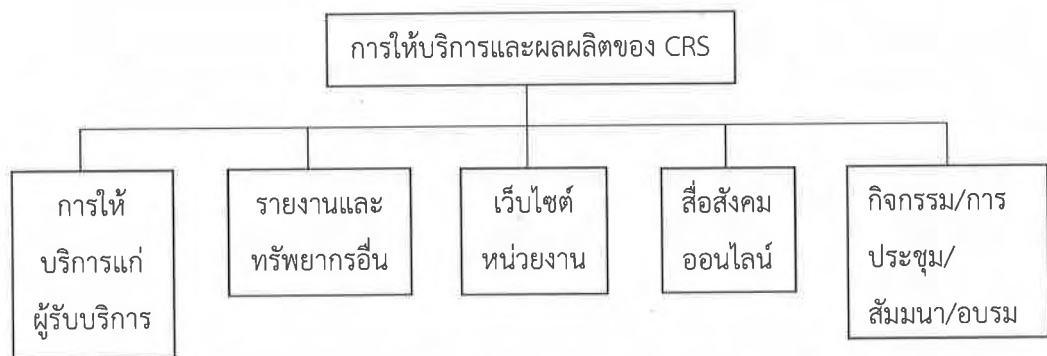 การให้บริการและผลผลิตของ CRS
การให้
บริการแก่
ผู้รับบริการ
รายงานและ
ทรัพยากรอื่น
เว็บไซต์
หน่วยงาน
สื่อสังคม
ออนไลน์
กิจกรรม/การ
ประชุม/
สัมมนา/อบรม